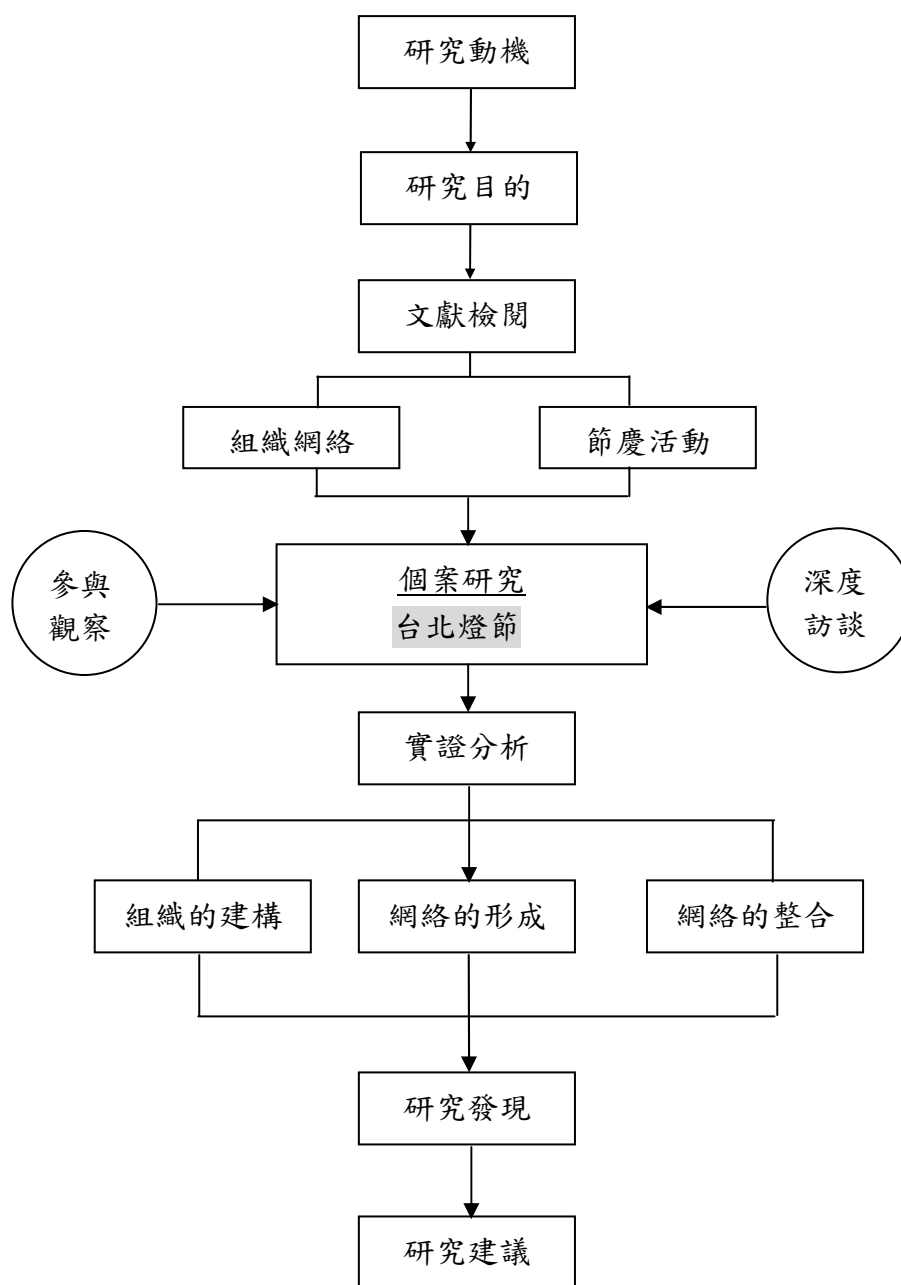 研究動機
研究目的
文獻檢閱
組織網絡
節慶活動
參與
觀察
個案研究
台北燈節
深度
訪談
實證分析
組織的建構
網絡的形成
網絡的整合
研究發現
研究建議